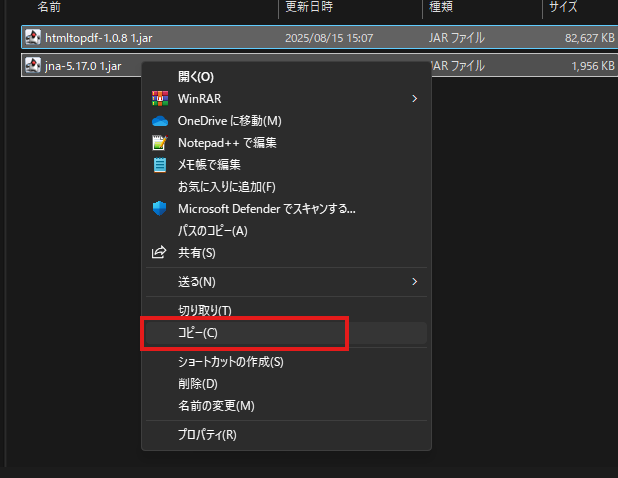 名前 更新日時 種類 サイズ
htmltopdf-1.0.8 1.jar 2025/08/15 15:07 JAR ファイル 82,627 KB
jna-5.17.0 1.jar JAR ファイル 1,956 KB
開く(O)
WinRAR
OneDrive に移動(M)
Notepad++ で編集
メモ帳で編集
お気に入りに追加(F)
Microsoft Defender でスキャンする...
パスのコピー(A)
共有(S)
送る(N)
切り取り(T)
コピー(C)
ショートカットの作成(S)
削除(D)
名前の変更(M)
プロパティ(R)